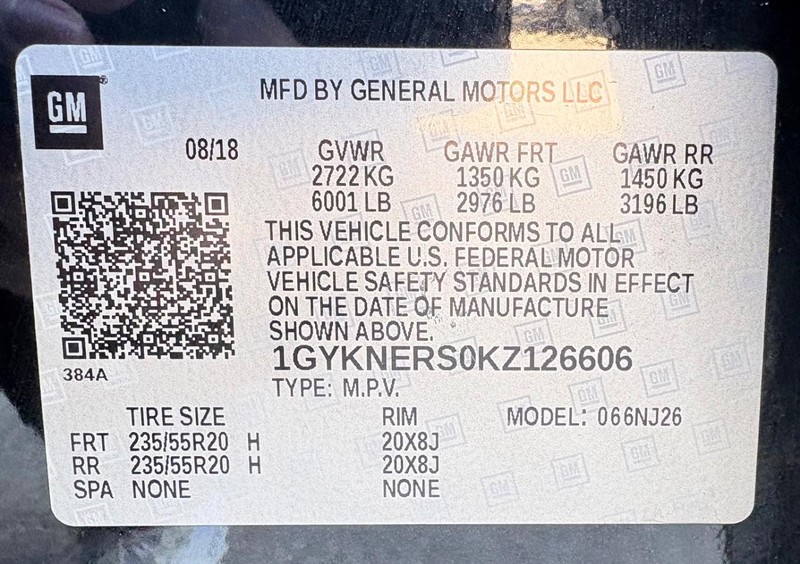 GM
MFD BY GENERAL MOTORS LLC
08/18 GVWR GAWR FRT GAWR RR
2722 KG 1350 KG 1450 KG
6001 LB 2976 LB 3196 LB
THIS VEHICLE CONFORMS TO ALL
APPLICABLE U.S. FEDERAL MOTOR
VEHICLE SAFETY STANDARDS IN EFFECT
ON THE DATE OF MANUFACTURE
SHOWN ABOVE.
1GYKNERS0KZ126606
384A
TYPE: M.P.V.
TIRE SIZE RIM MODEL: 066NJ26
FRT 235/55R20 H 20X8J
RR 235/55R20 H 20X8J
SPA NONE NONE